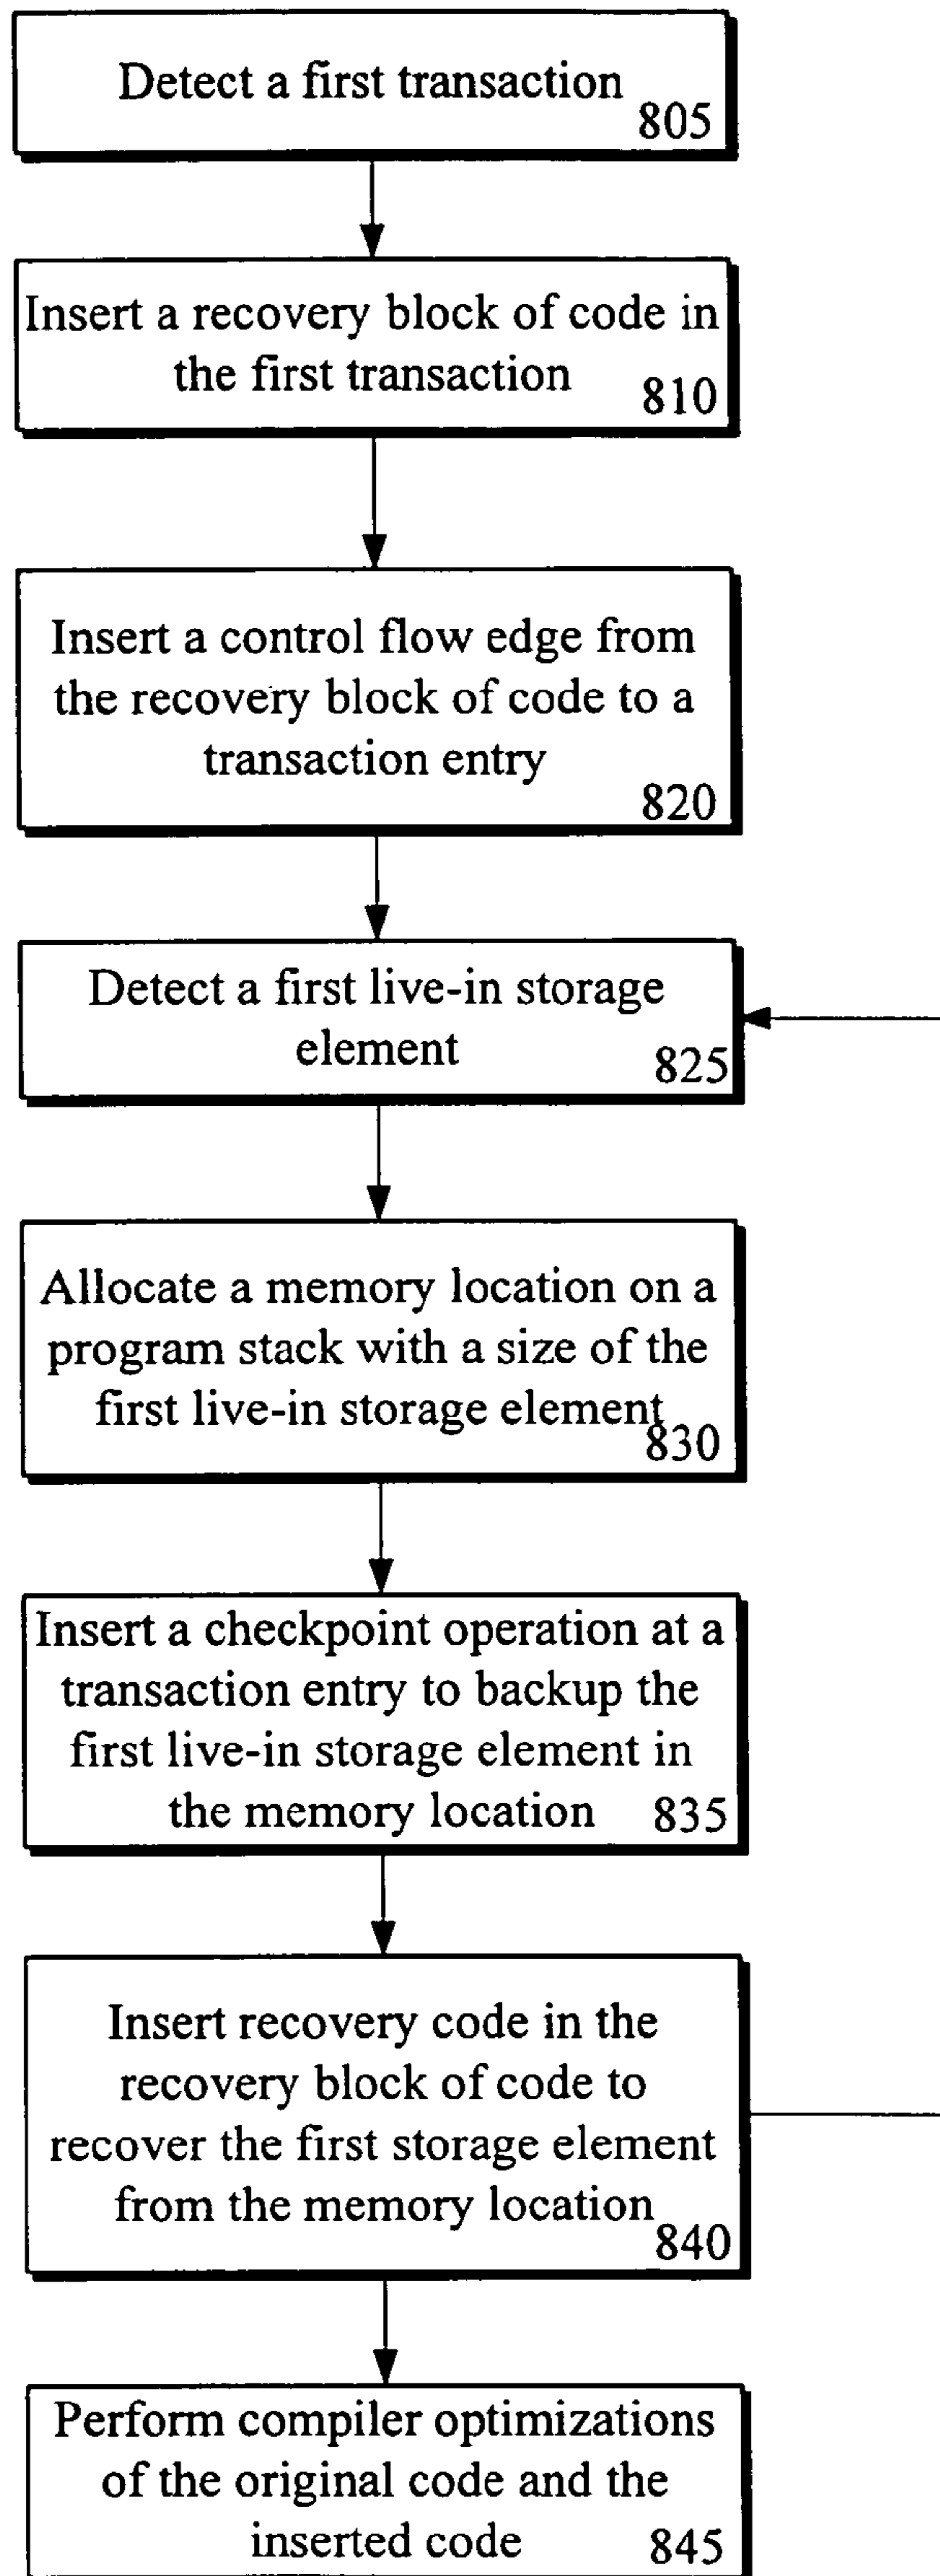 Detect a first transaction
805
Insert a recovery block of code in
the first transaction
810
Insert a control flow edge from
the recovery block of code to a
transaction entry
820
Detect a first live-in storage
element
825
Allocate a memory location on a
program stack with a size of the
first live-in storage element
830
Insert a checkpoint operation at a
transaction entry to backup the
first live-in storage element in
the memory location 835
Insert recovery code in the
recovery block of code to
recover the first storage element
from the memory location
840
Perform compiler optimizations
of the original code and the
inserted code 845